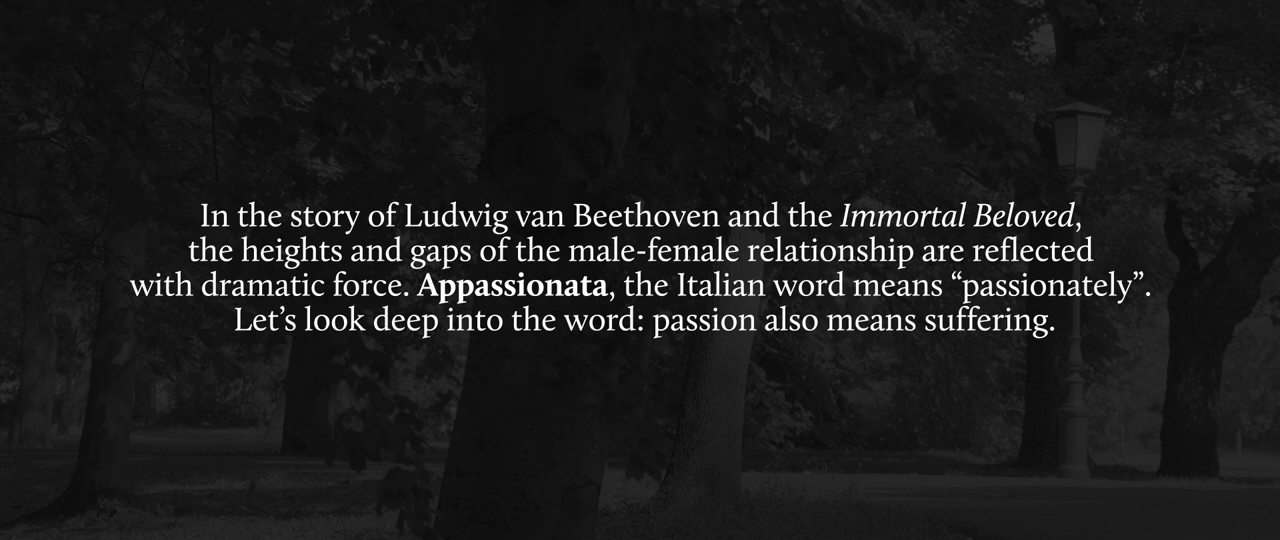 In the story of Ludwig van Beethoven and the Immortal Beloved,
the heights and gaps of the male-female relationship are reflected
with dramatic force. Appassionata, the Italian word means “passionately”.
Let’s look deep into the word: passion also means suffering.